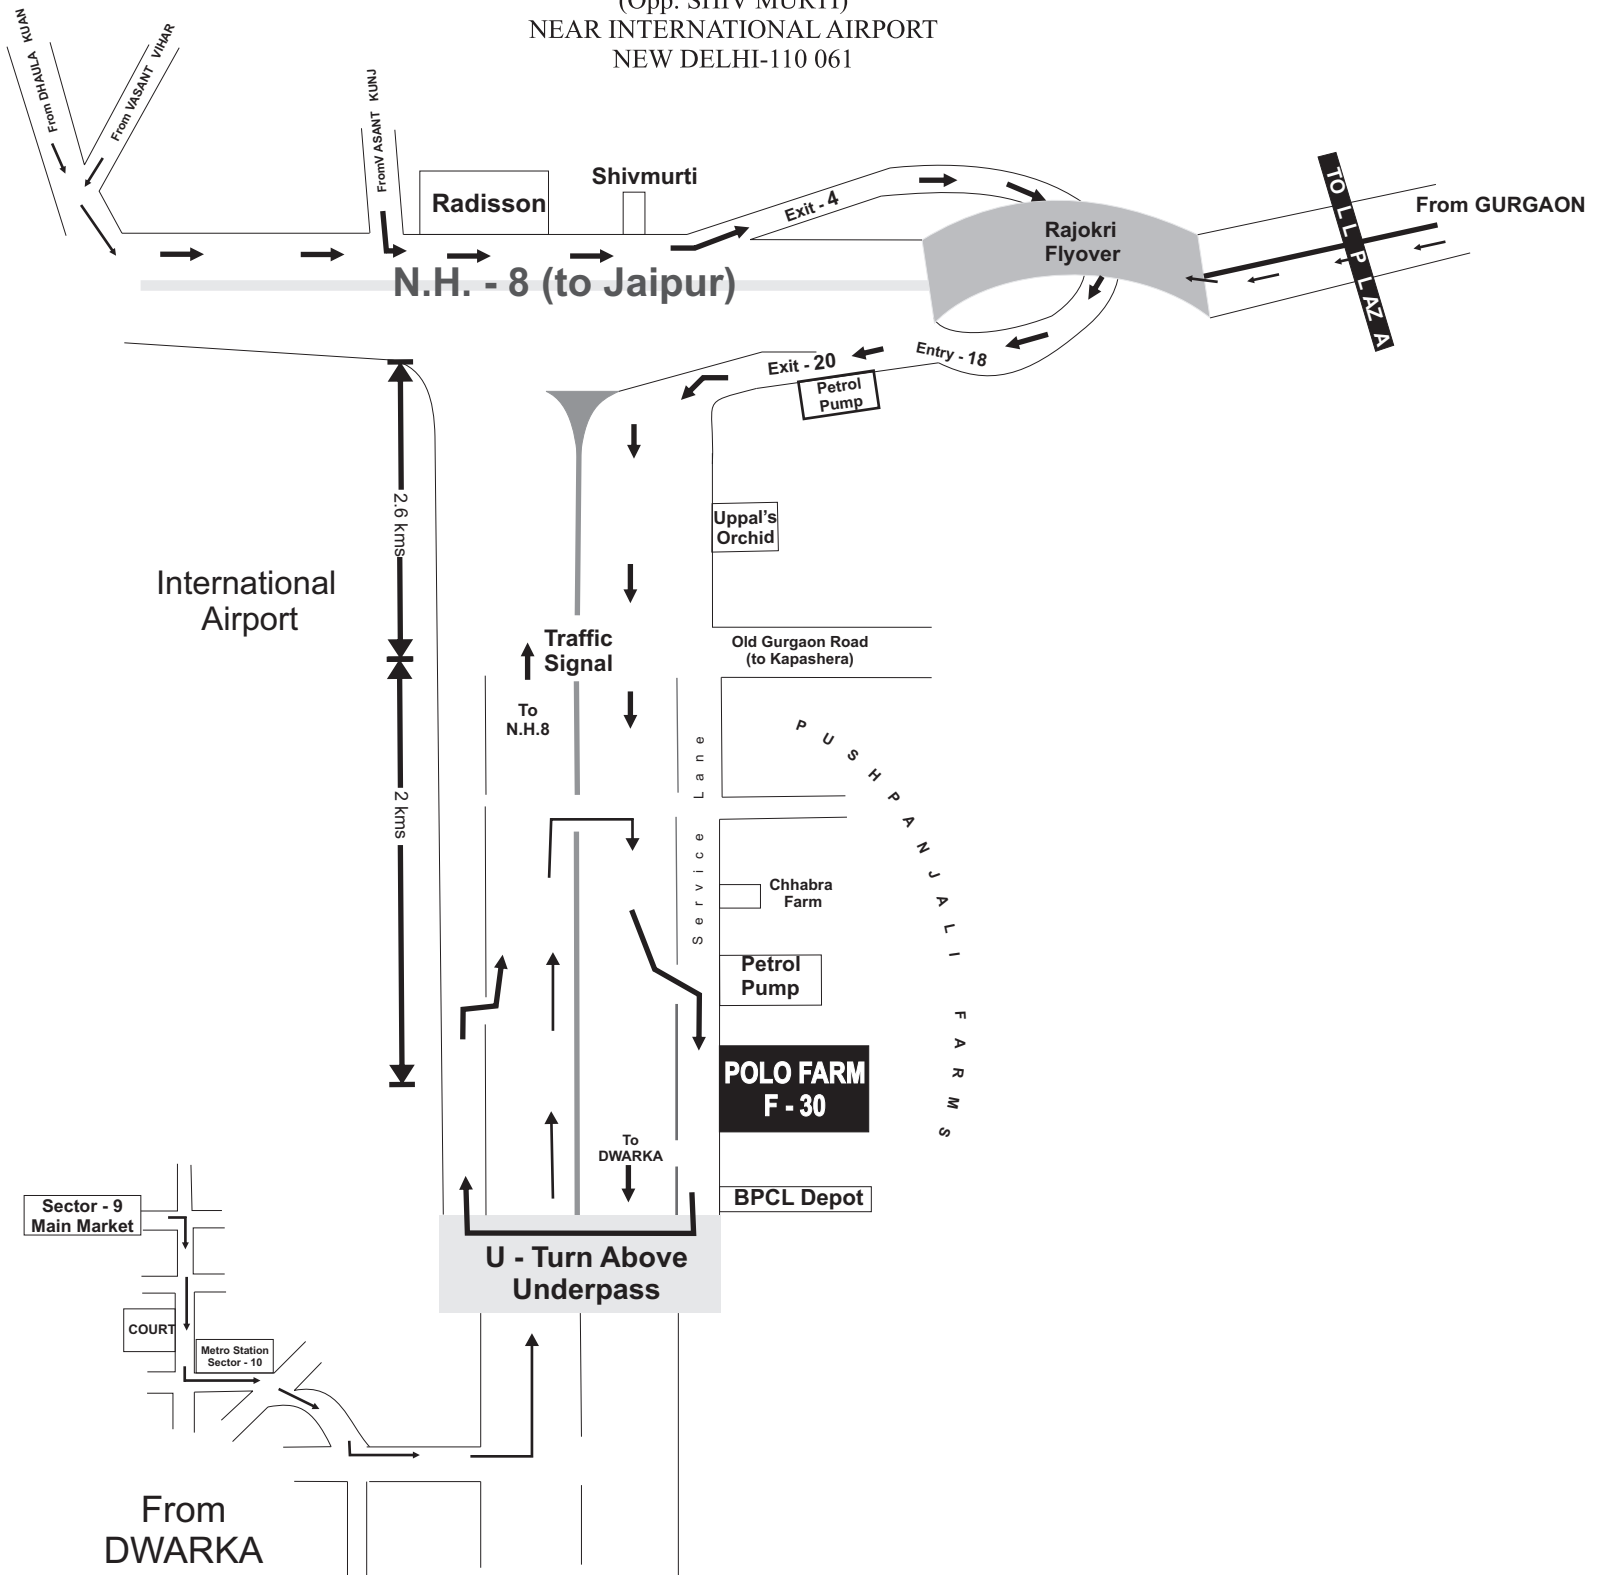 (Opp. SHIV MURTI)
NEAR INTERNATIONAL AIRPORT
NEW DELHI-110 061
From DHAULA KUAN
From VASANT VIHAR
FromV ASANT KUNJ
Radisson
Shivmurti
Exit - 4
Rajokri
Flyover
TO L L P L AZ A
From GURGAON
N.H. - 8 (to Jaipur)
Entry - 18
Exit - 20
Petrol
Pump
2.6 kms
Uppal's
Orchid
International
Airport
Traffic
Signal
Old Gurgaon Road
(to Kapashera)
To
N.H.8
2 kms
Service Lane
PUSHPANJALI FARMS
Chhabra
Farm
Petrol
Pump
POLO FARM
F - 30
To
DWARKA
BPCL Depot
Sector - 9
Main Market
U - Turn Above
Underpass
COURT
Metro Station
Sector - 10
From
DWARKA